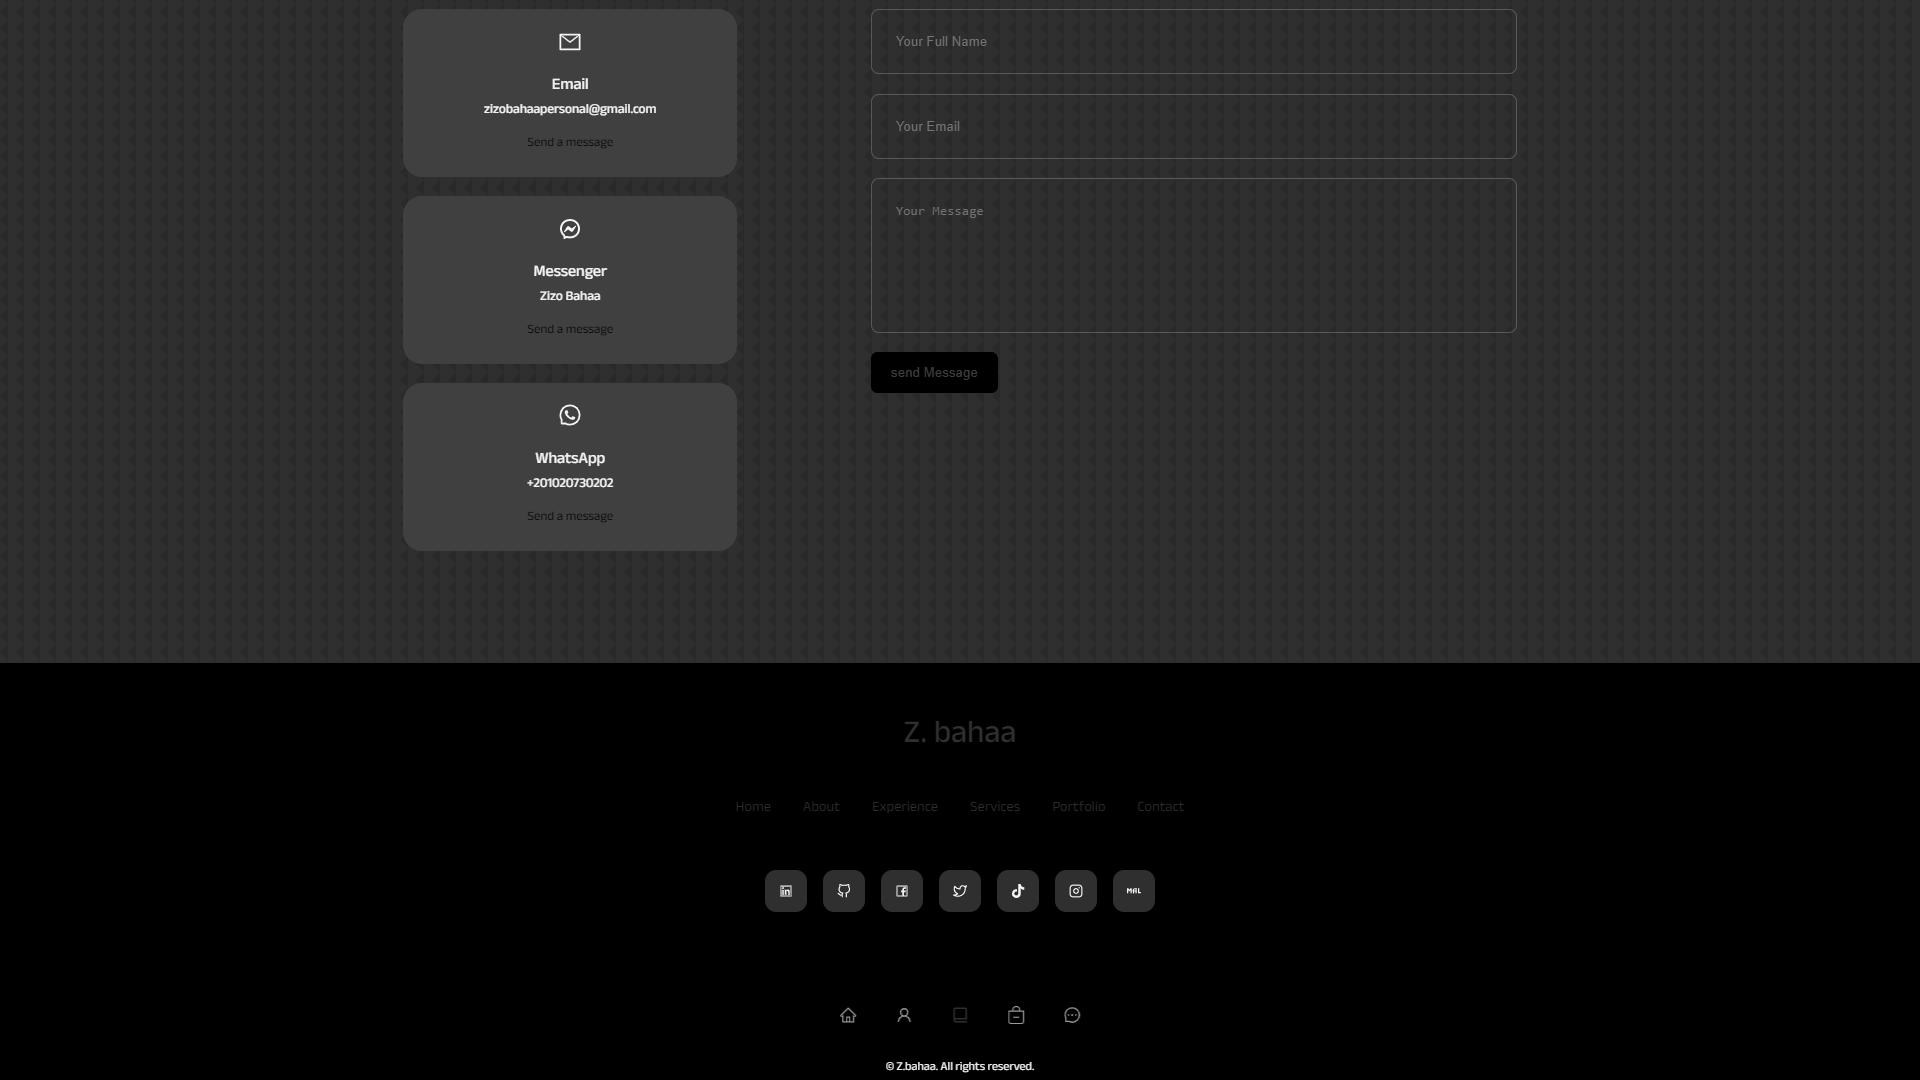 Email
zizobahaapersonal@gmail.com
Send a message
Messenger
Zizo Bahaa
Send a message
WhatsApp
+201020730202
Send a message
Your Full Name
Your Email
Your Message
send Message
Z. bahaa
Home About Experience Services Portfolio Contact
in MAL
© Z.bahaa. All rights reserved.